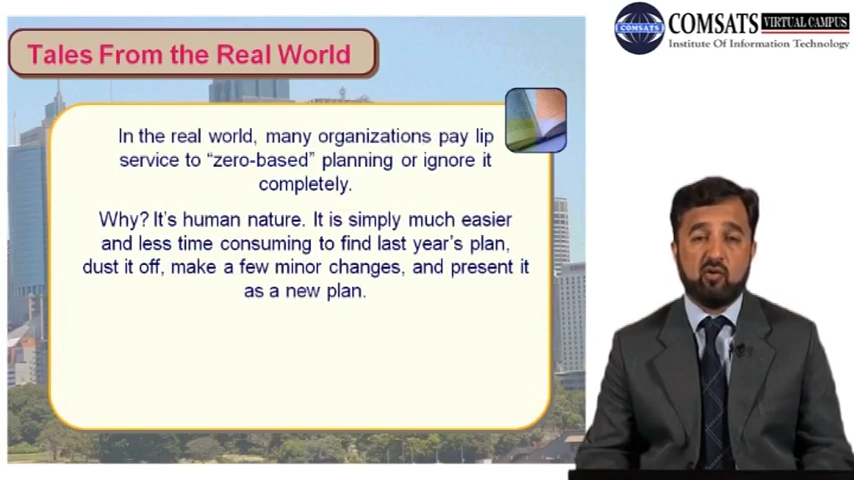 Tales From the Real World
COMSATS VIRTUAL CAMPUS
Institute Of Information Technology
In the real world, many organizations pay lip
service to “zero-based” planning or ignore it
completely.
Why? It’s human nature. It is simply much easier
and less time consuming to find last year’s plan,
dust it off, make a few minor changes, and present it
as a new plan.